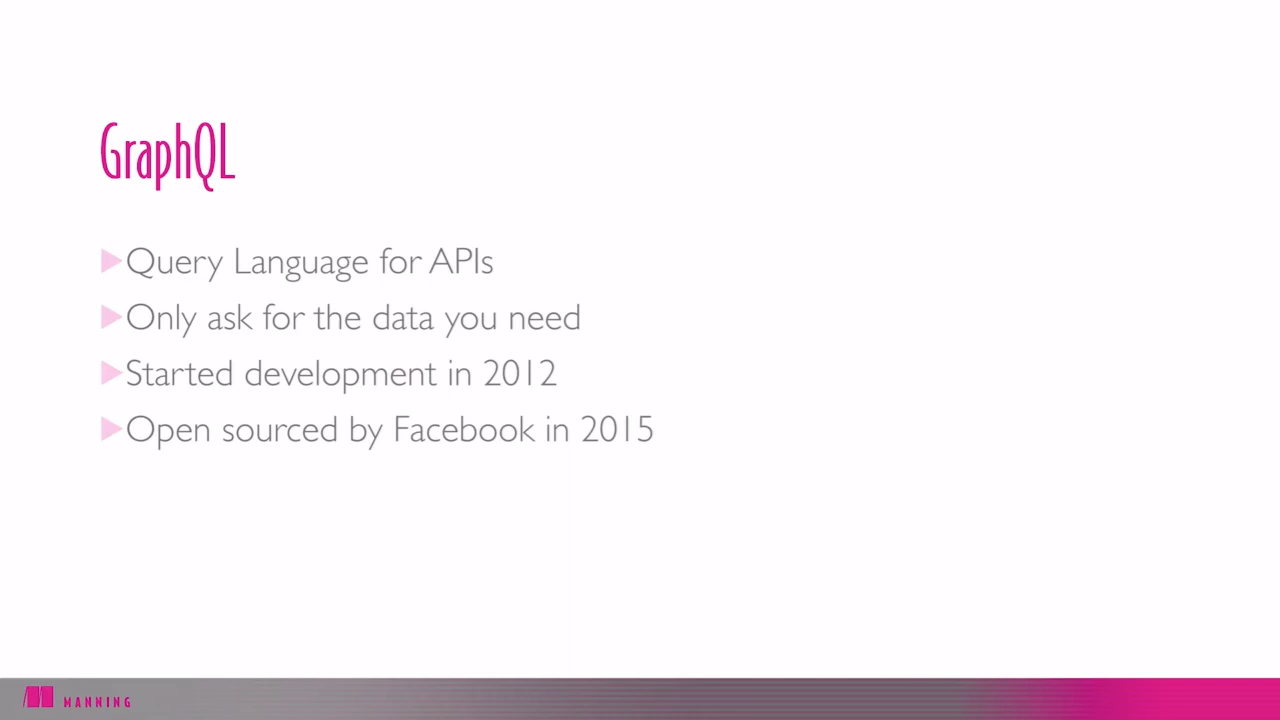 GraphQL
Query Language for APIs
Only ask for the data you need
Started development in 2012
Open sourced by Facebook in 2015
MANNING